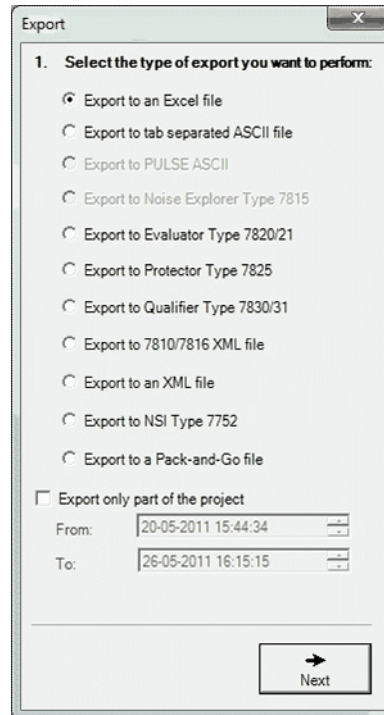 Export
1. Select the type of export you want to perform:
Export to an Excel file
Export to tab separated ASCII file
Export to PULSE ASCII
Export to Noise Explorer Type 7815
Export to Evaluator Type 7820/21
Export to Protector Type 7825
Export to Qualifier Type 7830/31
Export to 7810/7816 XML file
Export to an XML file
Export to NSI Type 7752
Export to a Pack-and-Go file
Export only part of the project
From: 20-05-2011 15:44:34
To: 26-05-2011 16:15:15
Next